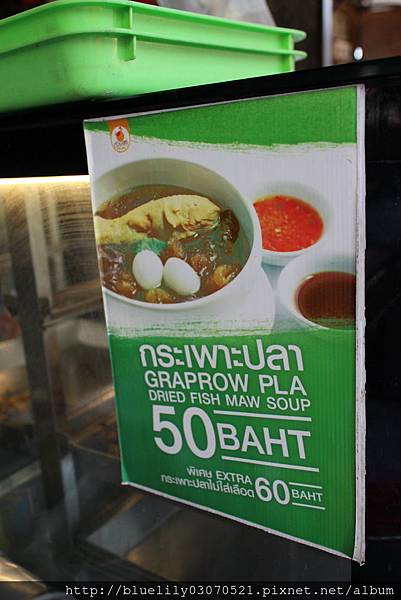 กระเพาะปลา
GRAPROW PLA
DRIED FISH MAW SOUP
50 BAHT
พิเศษ EXTRA
กระเพาะปลาไม่ใส่เลือด 60 BAHT
http://bluelily03070521.pixnet.net/album